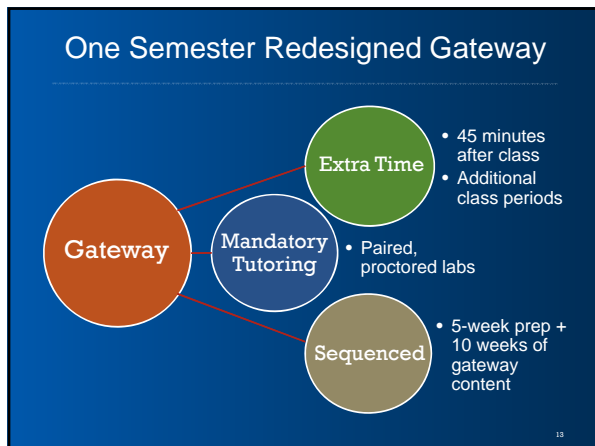 One Semester Redesigned Gateway
Extra Time
• 45 minutes
after class
• Additional
class periods
Gateway
Mandatory
Tutoring
• Paired,
proctored labs
Sequenced
• 5-week prep +
10 weeks of
gateway
content
13